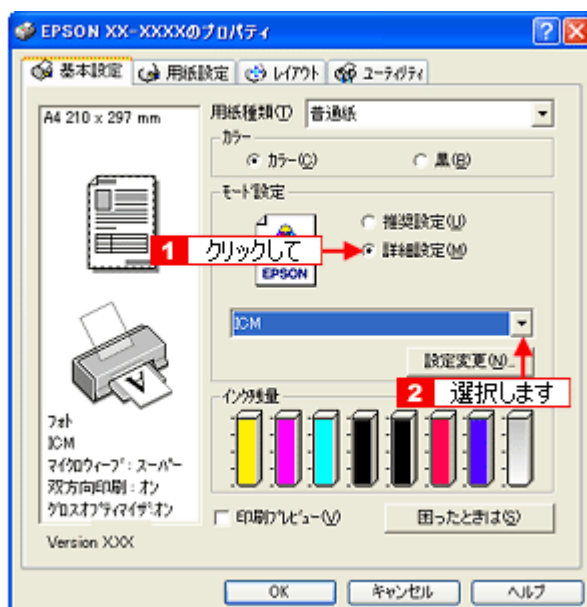 EPSON XX-XXXXのプロパティ
基本設定 用紙設定 レイアウト ユーティリティ
A4 210 x 297 mm
用紙種類(T) 普通紙
カラー
カラー(C) 黒(B)
モード設定
推奨設定(U)
1 クリックして
詳細設定(M)
EPSON
ICM
設定変更(N)...
2 選択します
インク残量
フォト
ICM
マイクロウィーブ:スーパー
双方向印刷:オン
グロスオプティマイザ:オン
印刷プレビュー(V) 困ったときは(S)
Version XXX
OK キャンセル ヘルプ